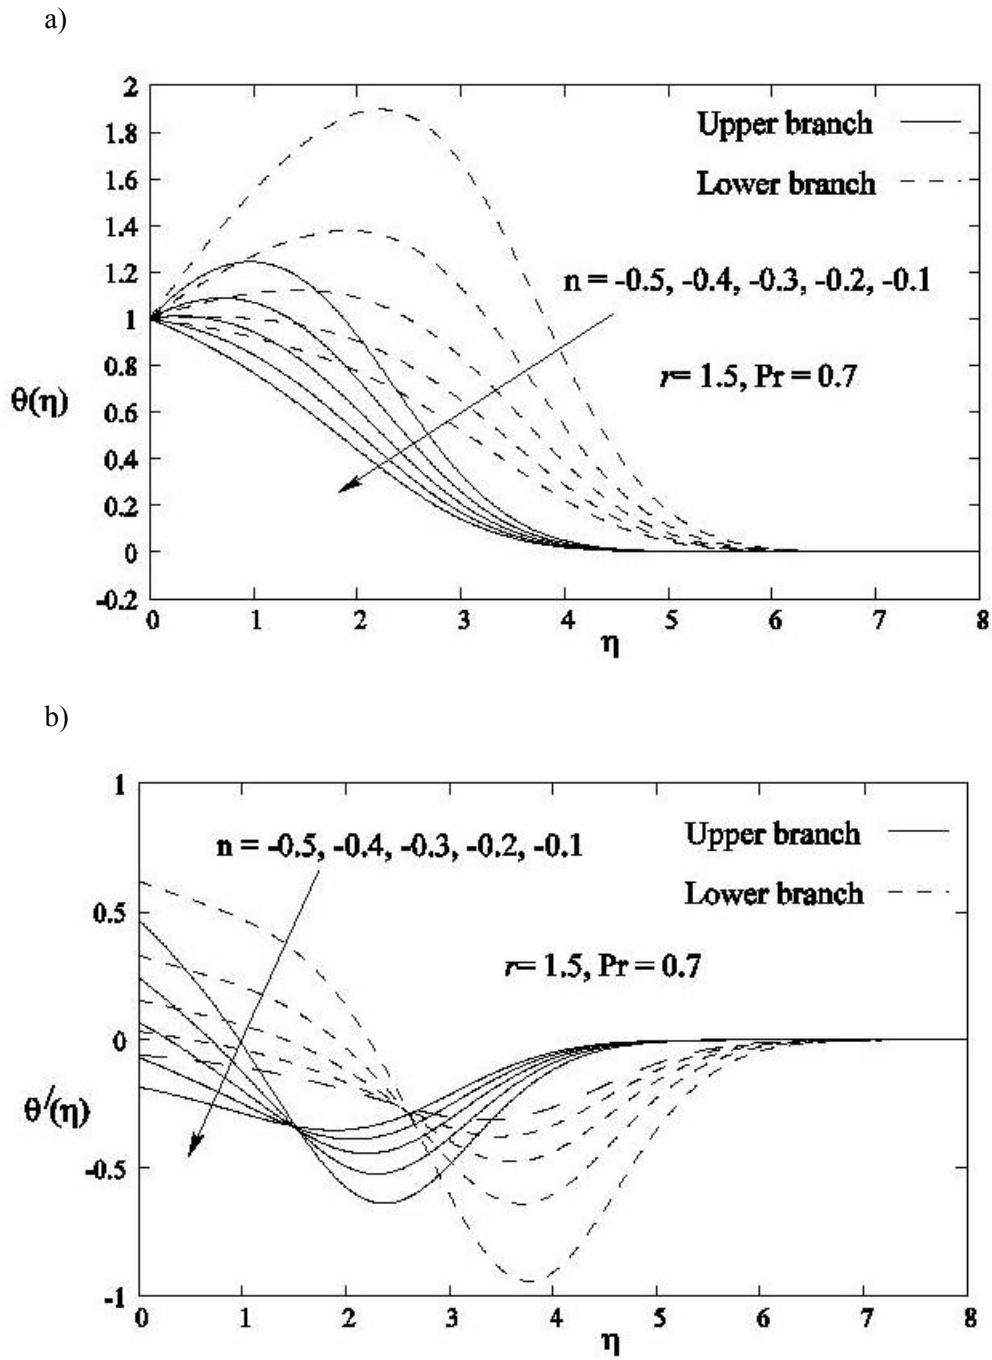 a)
2
1.8
Upper branch
1.6
Lower branch
1.4
1.2
n = -0.5, -0.4, -0.3, -0.2, -0.1
1
0.8
r= 1.5, Pr = 0.7
θ(η)
0.6
0.4
0.2
0
-0.2
0 1 2 3 4 5 6 7 8
η
b)
1
n = -0.5, -0.4, -0.3, -0.2, -0.1
Upper branch
Lower branch
0.5
r= 1.5, Pr = 0.7
0
θ/(η)
-0.5
-1
0 1 2 3 4 5 6 7 8
η